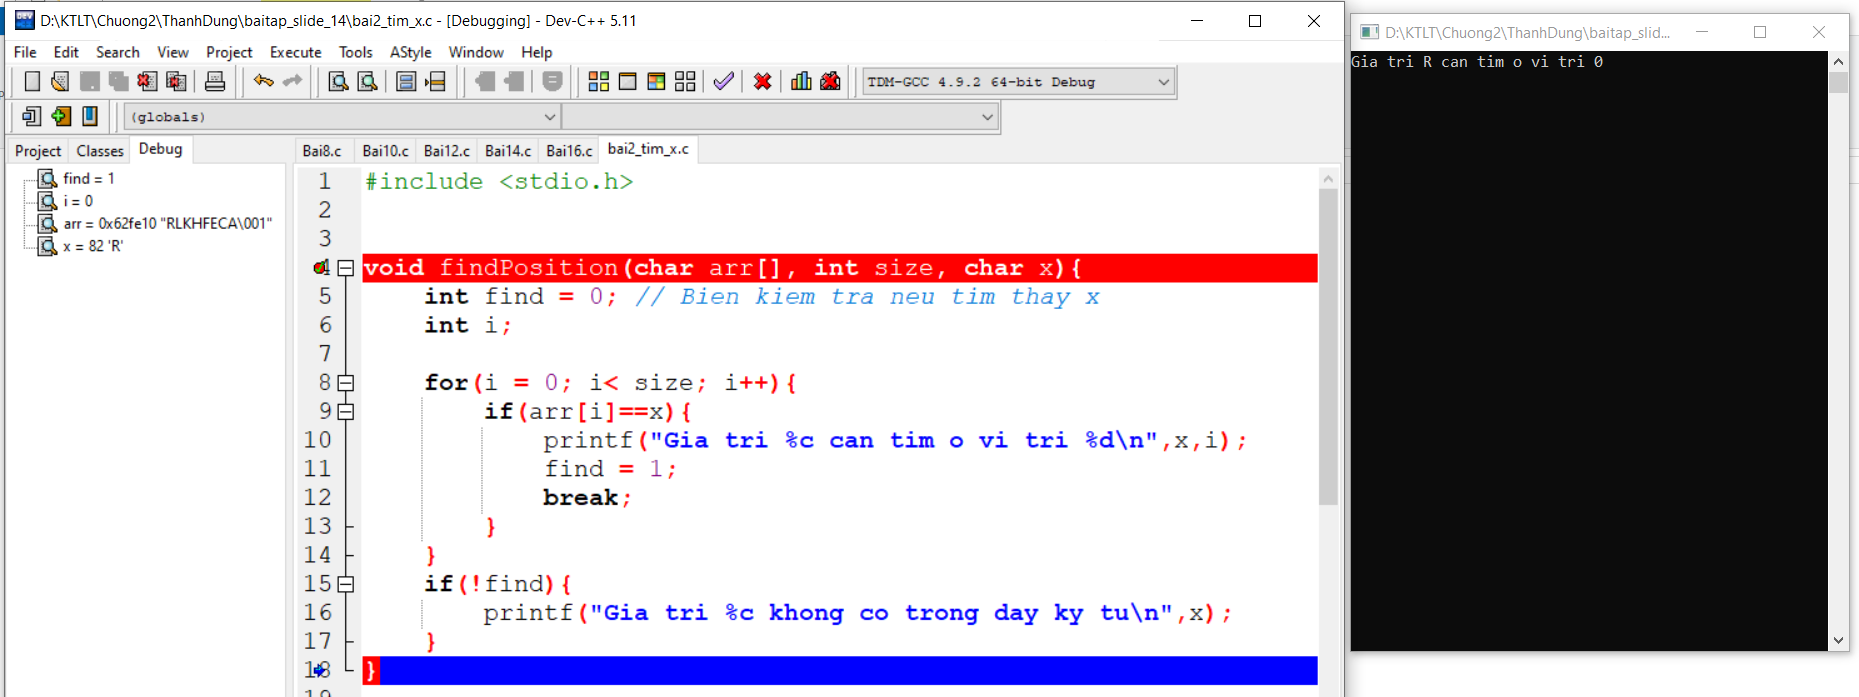 D:\KTLT\Chuong2\ThanhDung\baitap_slide_14\bai2_tim_x.c - [Debugging] - Dev-C++ 5.11
File Edit Search View Project Execute Tools AStyle Window Help
TDM-GCC 4.9.2 64-bit Debug
(globals)
Project Classes Debug
find = 1
i = 0
arr = 0x62fe10 "RLKHFECA\001"
x = 82 'R'
Bai8.c Bai10.c Bai12.c Bai14.c Bai16.c bai2_tim_x.c
1 #include <stdio.h>
2
3
4 void findPosition(char arr[], int size, char x){
5 int find = 0; // Bien kiem tra neu tim thay x
6 int i;
7
8 for(i = 0; i< size; i++){
9 if(arr[i]==x){
10 printf("Gia tri %c can tim o vi tri %d\n",x,i);
11 find = 1;
12 break;
13 }
14 }
15 if(!find){
16 printf("Gia tri %c khong co trong day ky tu\n",x);
17 }
18 }
19
D:\KTLT\Chuong2\ThanhDung\baitap_slid...
Gia tri R can tim o vi tri 0